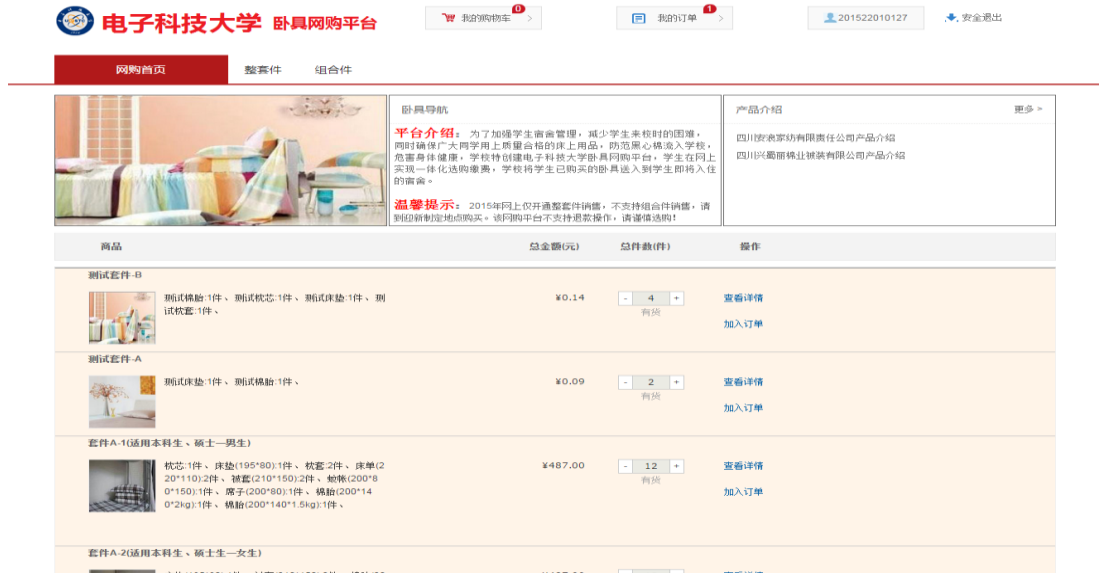 电子科技大学 卧具网购平台
我的购物车 0 >
我的订单 1 >
201522010127
安全退出
网购首页 整套件 组合件
卧具导航
平台介绍：为了加强学生宿舍管理，减少学生来校时的困难，
同时确保广大同学用上质量合格的床上用品，防范黑心棉流入学校，
危害身体健康，学校特创建电子科技大学卧具网购平台，学生在网上
实现一体化选购缴费，学校将学生已购买的卧具送入到学生即将入住
的宿舍。
温馨提示：2015年网上仅开通整套件销售，不支持组合件销售，请
到迎新制定地点购买。该网购平台不支持退款操作，请谨慎选购！
产品介绍 更多 >
四川安浪家纺有限责任公司产品介绍
四川兴蜀丽棉业被装有限公司产品介绍
商品 总金额(元) 总件数(件) 操作
测试套件-B
测试棉胎:1件、测试枕芯:1件、测试床垫:1件、测
试枕套:1件、
¥0.14 - 4 + 查看详情
有货
加入订单
测试套件-A
测试床垫:1件、测试棉胎:1件、
¥0.09 - 2 + 查看详情
有货
加入订单
套件A-1(适用本科生、硕士—男生)
枕芯:1件、床垫(195*80):1件、枕套:2件、床单(2
20*110):2件、被套(210*150):2件、蚊帐(200*8
0*150):1件、席子(200*80):1件、棉胎(200*14
0*2kg):1件、棉胎(200*140*1.5kg):1件、
¥487.00 - 12 + 查看详情
有货
加入订单
套件A-2(适用本科生、硕士生—女生)